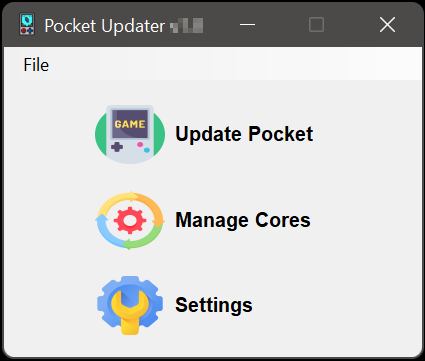 Pocket Updater
File
GAME
Update Pocket
Manage Cores
Settings